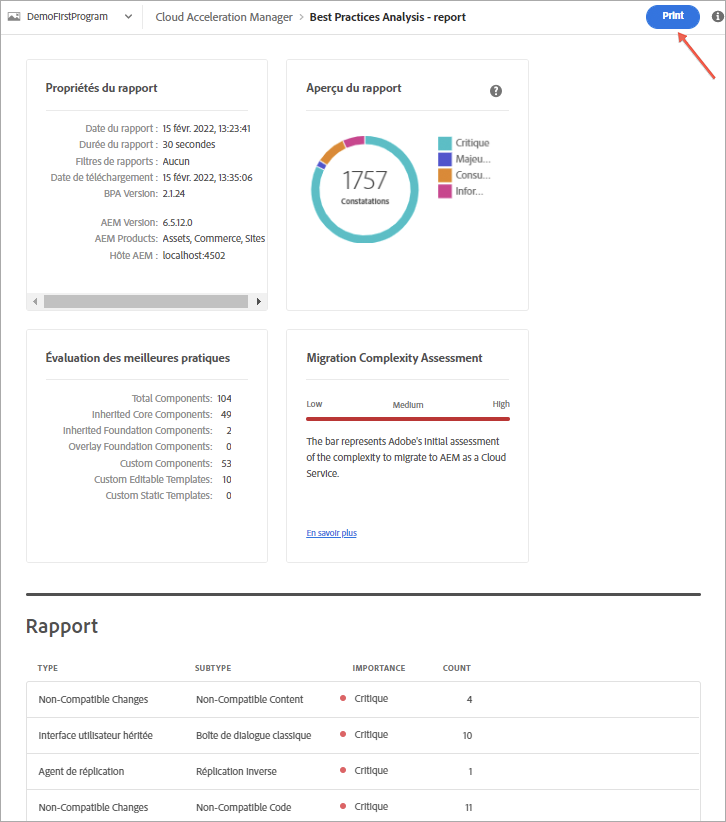 DemoFirstProgram
Cloud Acceleration Manager > Best Practices Analysis - report
Print
Propriétés du rapport
Date du rapport : 15 févr. 2022, 13:23:41
Durée du rapport : 30 secondes
Filtres de rapports : Aucun
Date de téléchargement : 15 févr. 2022, 13:35:06
BPA Version: 2.1.24
AEM Version: 6.5.12.0
AEM Products: Assets, Commerce, Sites
Hôte AEM : localhost:4502
Aperçu du rapport
?
1757
Constatations
Critique
Majeu...
Consu...
Infor...
Évaluation des meilleures pratiques
Total Components: 104
Inherited Core Components: 49
Inherited Foundation Components: 2
Overlay Foundation Components: 0
Custom Components: 53
Custom Editable Templates: 10
Custom Static Templates: 0
Migration Complexity Assessment
Low Medium High
The bar represents Adobe's initial assessment
of the complexity to migrate to AEM as a Cloud
Service.
En savoir plus
Rapport
TYPE SUBTYPE IMPORTANCE COUNT
Non-Compatible Changes Non-Compatible Content Critique 4
Interface utilisateur héritée Boîte de dialogue classique Critique 10
Agent de réplication Réplication inverse Critique 1
Non-Compatible Changes Non-Compatible Code Critique 11